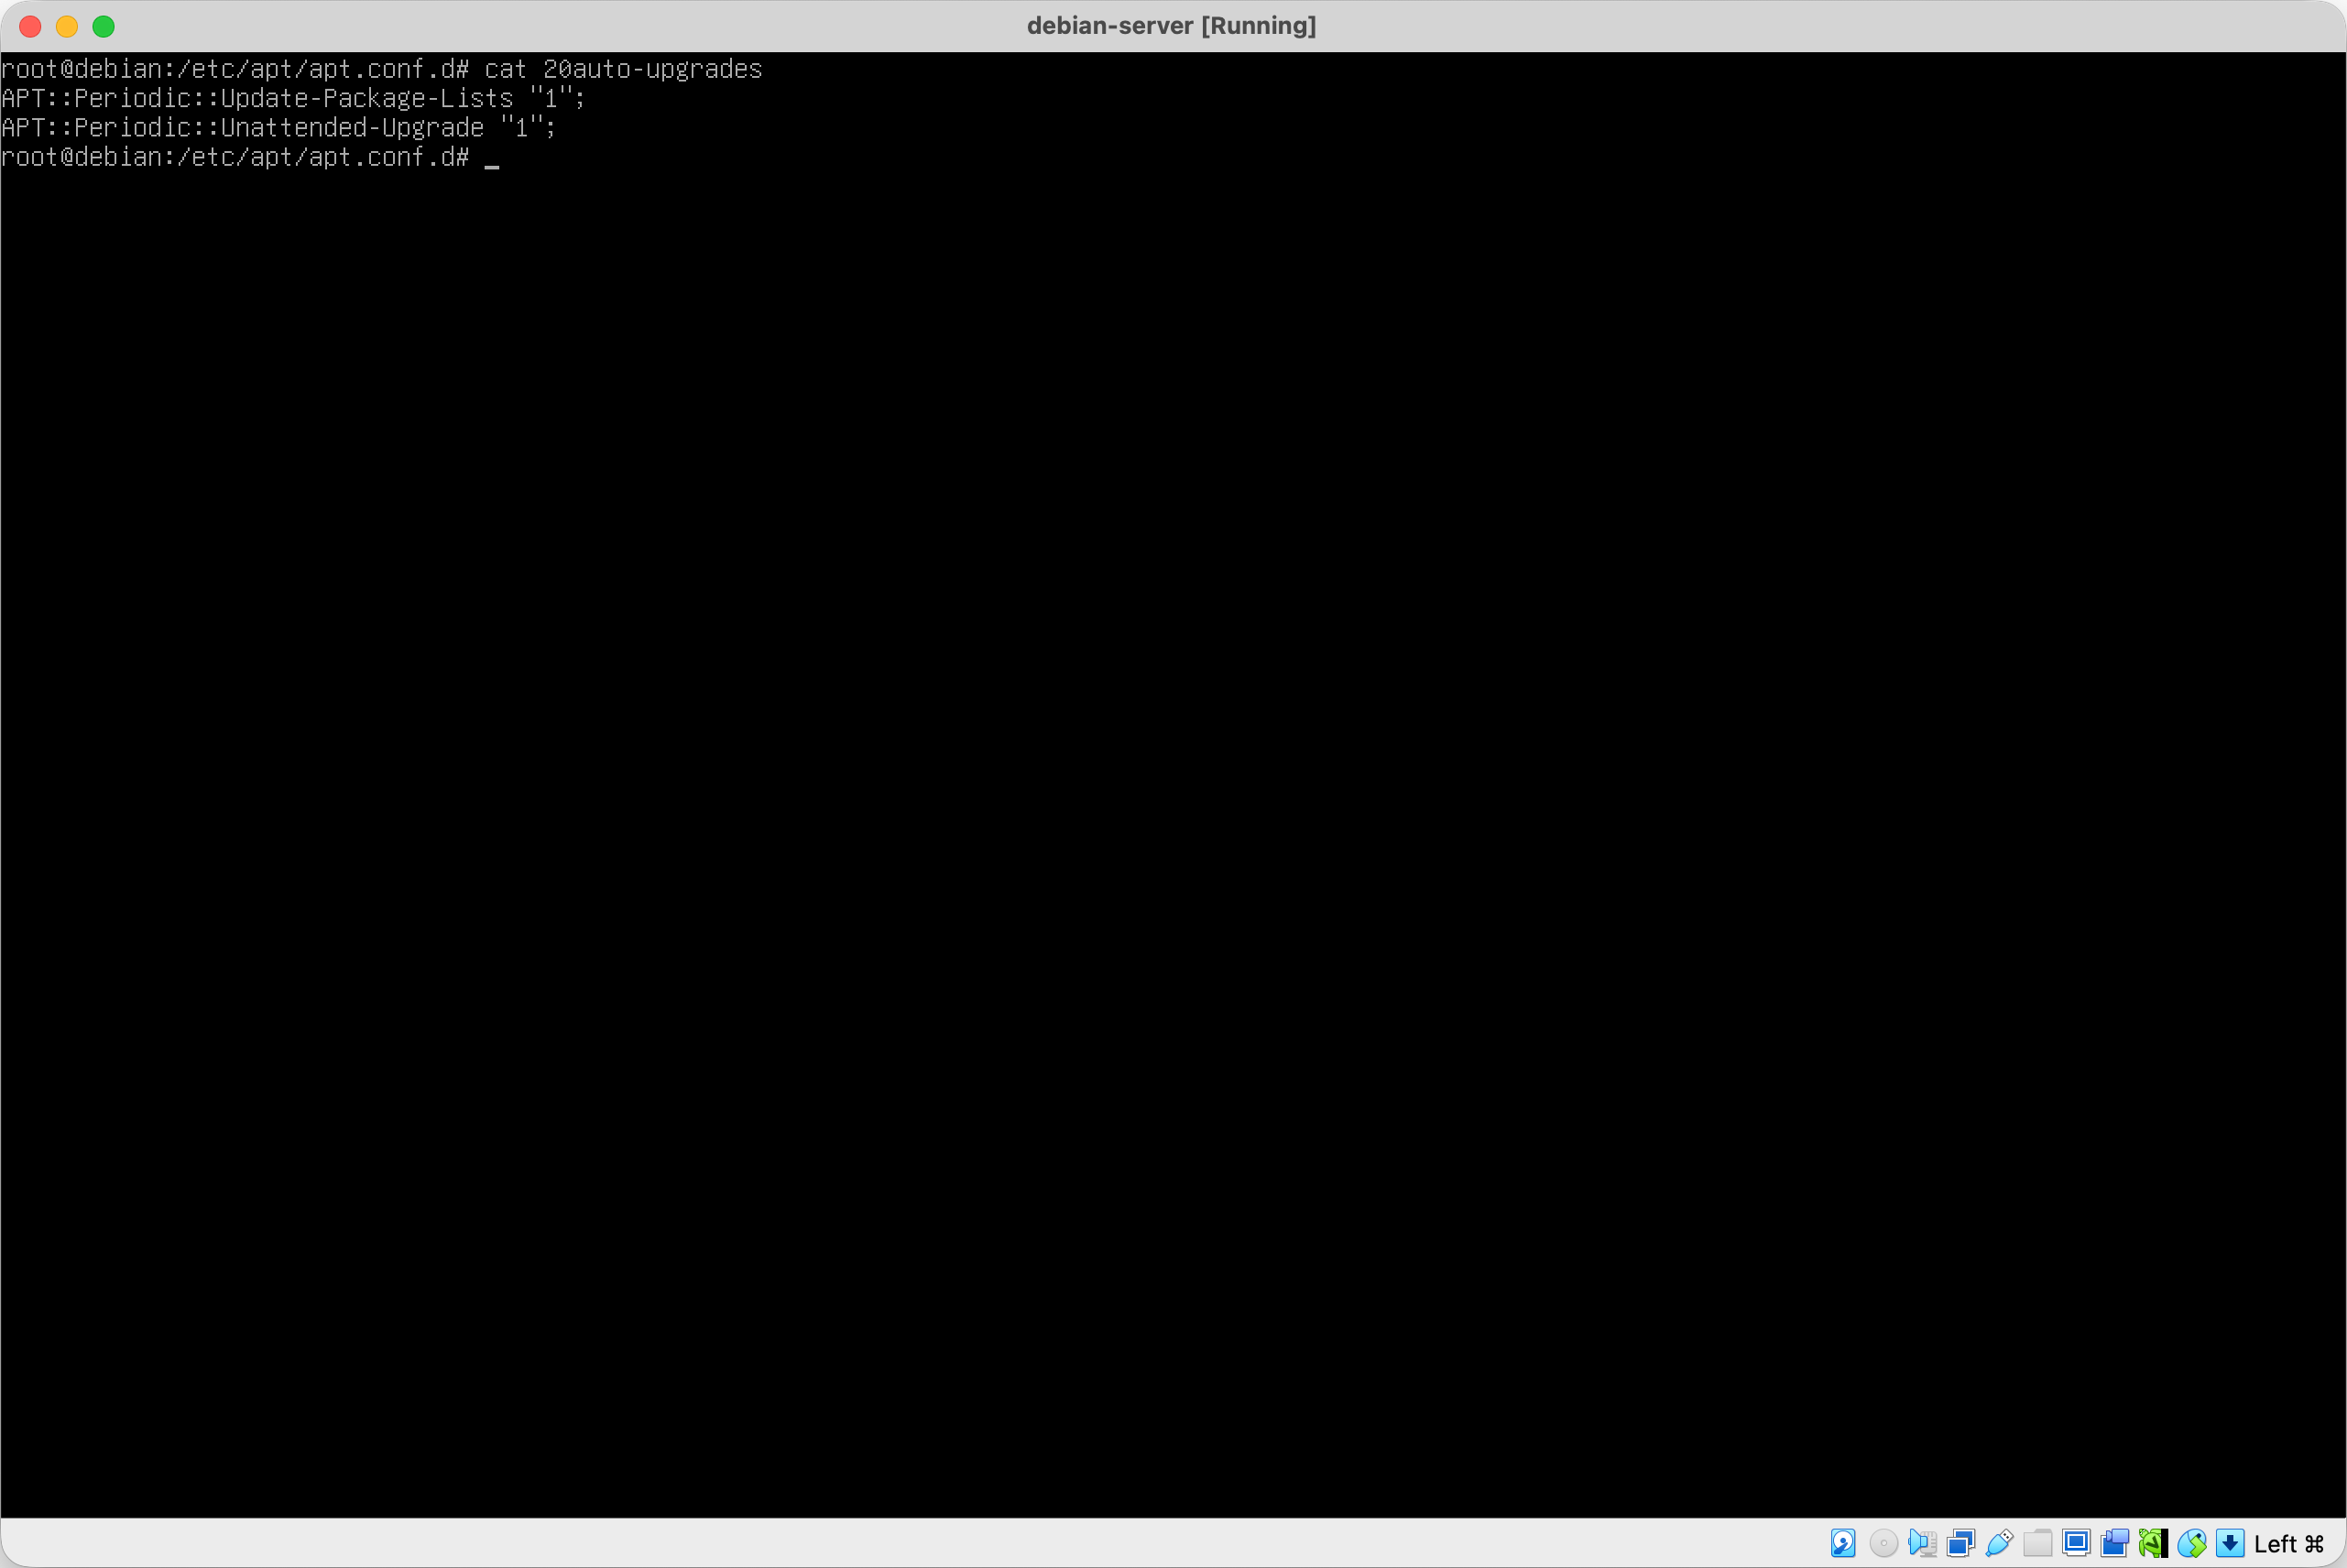 debian-server [Running]
root@debian:/etc/apt/apt.conf.d# cat 20auto-upgrades
APT::Periodic::Update-Package-Lists "1";
APT::Periodic::Unattended-Upgrade "1";
root@debian:/etc/apt/apt.conf.d# _
Left ⌘